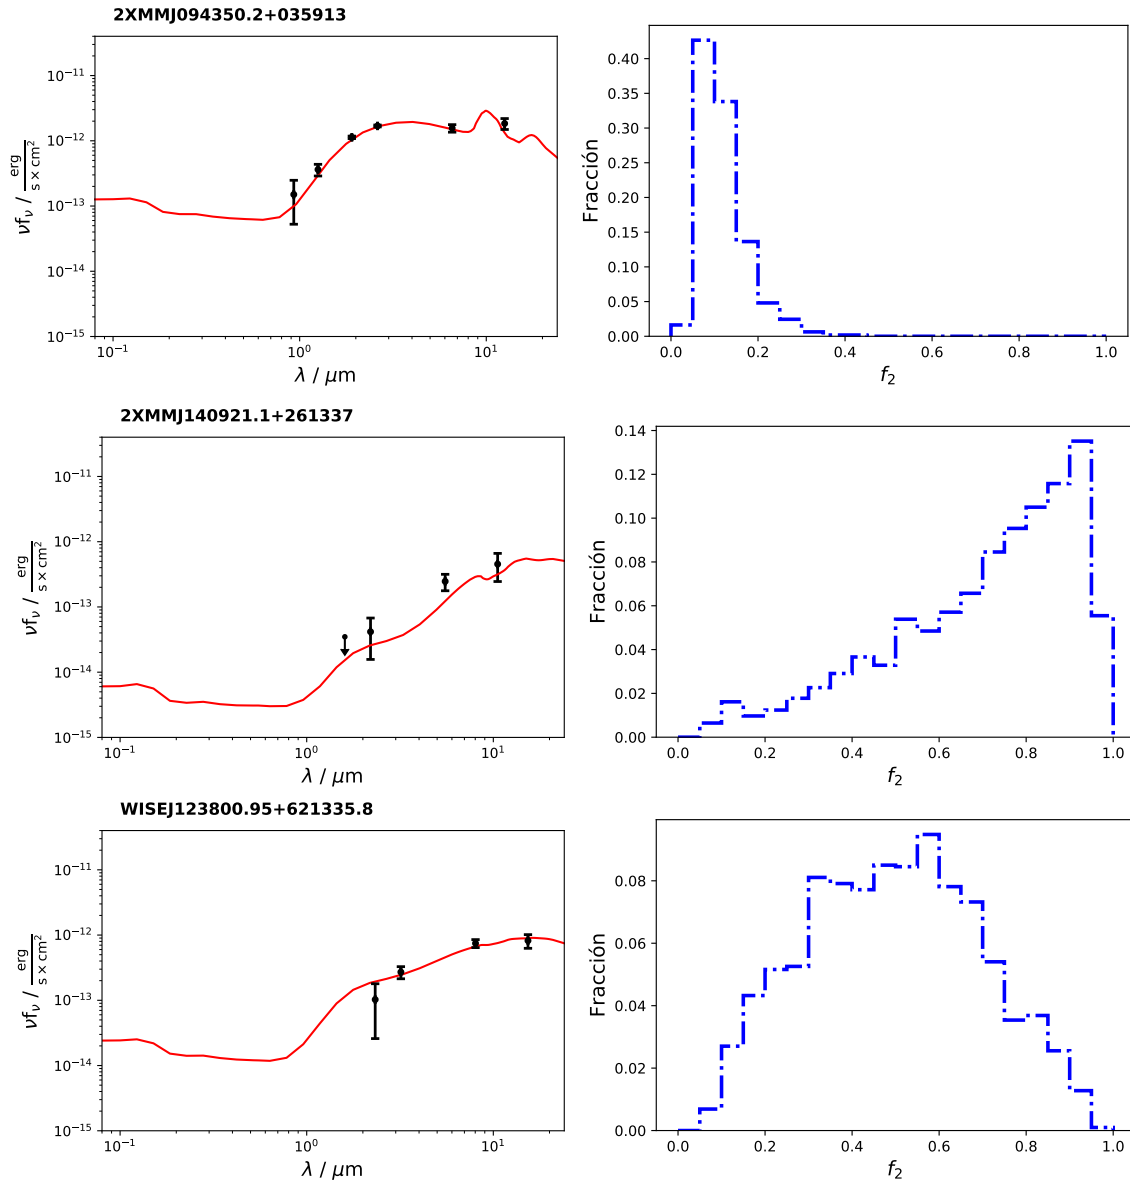 2XMMJ094350.2+035913
10⁻¹¹
10⁻¹²
10⁻¹³
10⁻¹⁴
10⁻¹⁵
νfν / erg / s × cm²
10⁻¹ 10⁰ 10¹
λ / μm
0.40
0.35
0.30
0.25
0.20
0.15
0.10
0.05
0.00
Fracción
0.0 0.2 0.4 0.6 0.8 1.0
f₂
2XMMJ140921.1+261337
10⁻¹¹
10⁻¹²
10⁻¹³
10⁻¹⁴
10⁻¹⁵
νfν / erg / s × cm²
10⁻¹ 10⁰ 10¹
λ / μm
0.14
0.12
0.10
0.08
0.06
0.04
0.02
0.00
Fracción
0.0 0.2 0.4 0.6 0.8 1.0
f₂
WISEJ123800.95+621335.8
10⁻¹¹
10⁻¹²
10⁻¹³
10⁻¹⁴
10⁻¹⁵
νfν / erg / s × cm²
10⁻¹ 10⁰ 10¹
λ / μm
0.08
0.06
0.04
0.02
0.00
Fracción
0.0 0.2 0.4 0.6 0.8 1.0
f₂